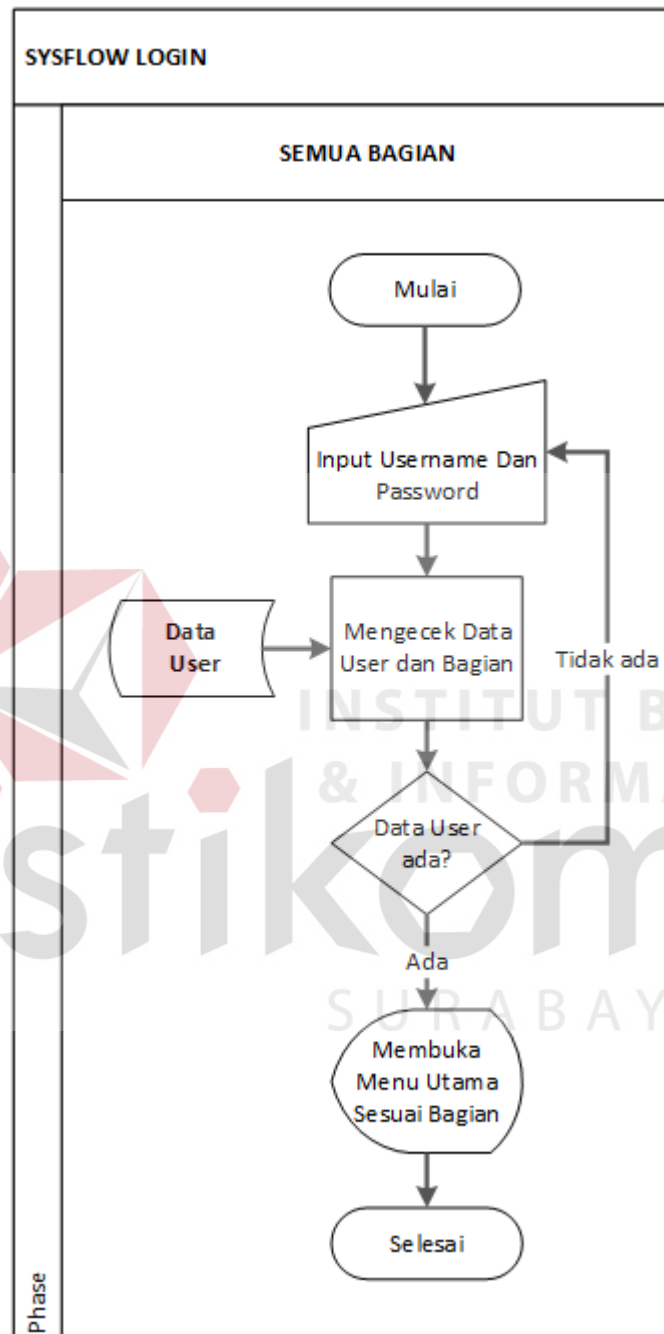 SYSFLOW LOGIN
SEMUA BAGIAN
Mulai
Input Username Dan
Password
Data
User
Mengecek Data
User dan Bagian
Tidak ada
INSTITUT B
& INFORMA
stikom
Data User
ada?
Ada
SURABAY
Membuka
Menu Utama
Sesuai Bagian
Selesai
Phase